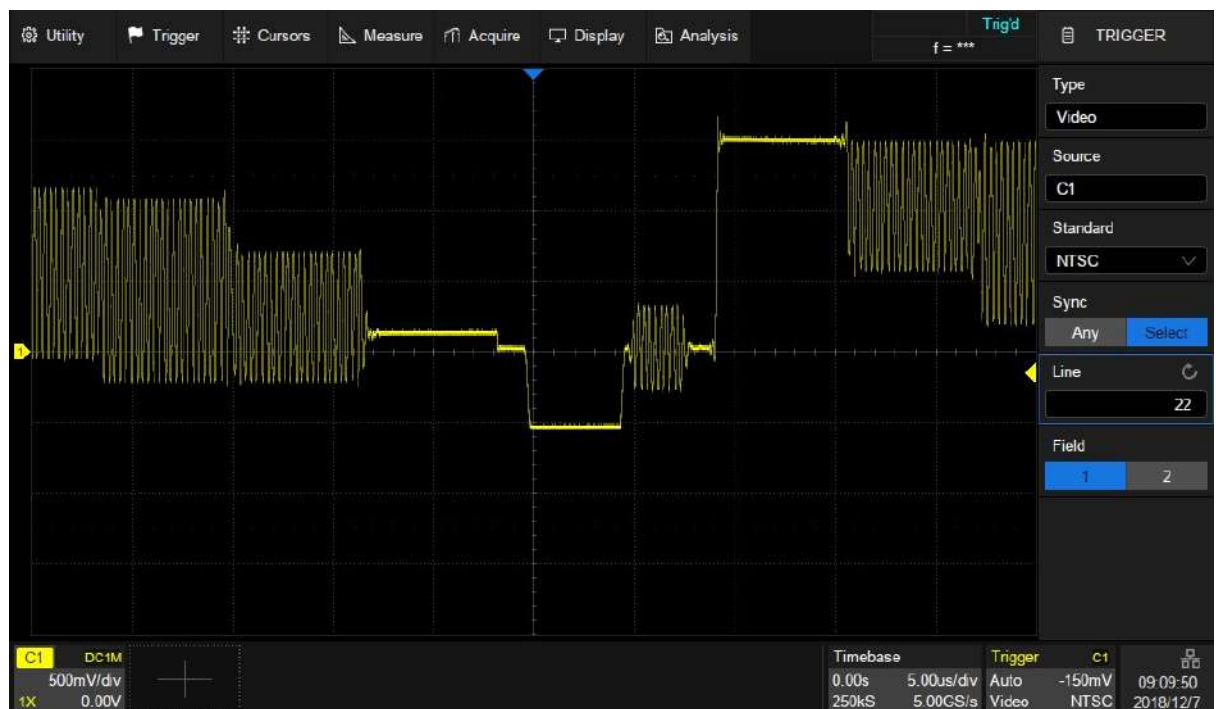 Utility Trigger Cursors Measure Acquire Display Analysis
Trig'd
f = ***
TRIGGER
Type
Video
Source
C1
Standard
NTSC
Sync
Any Select
Line
22
Field
1 2
1
C1 DC1M
500mV/div
1X 0.00V
Timebase
0.00s 5.00us/div
250kS 5.00GS/s
Trigger C1
Auto -150mV
Video NTSC
09:09:50
2018/12/7